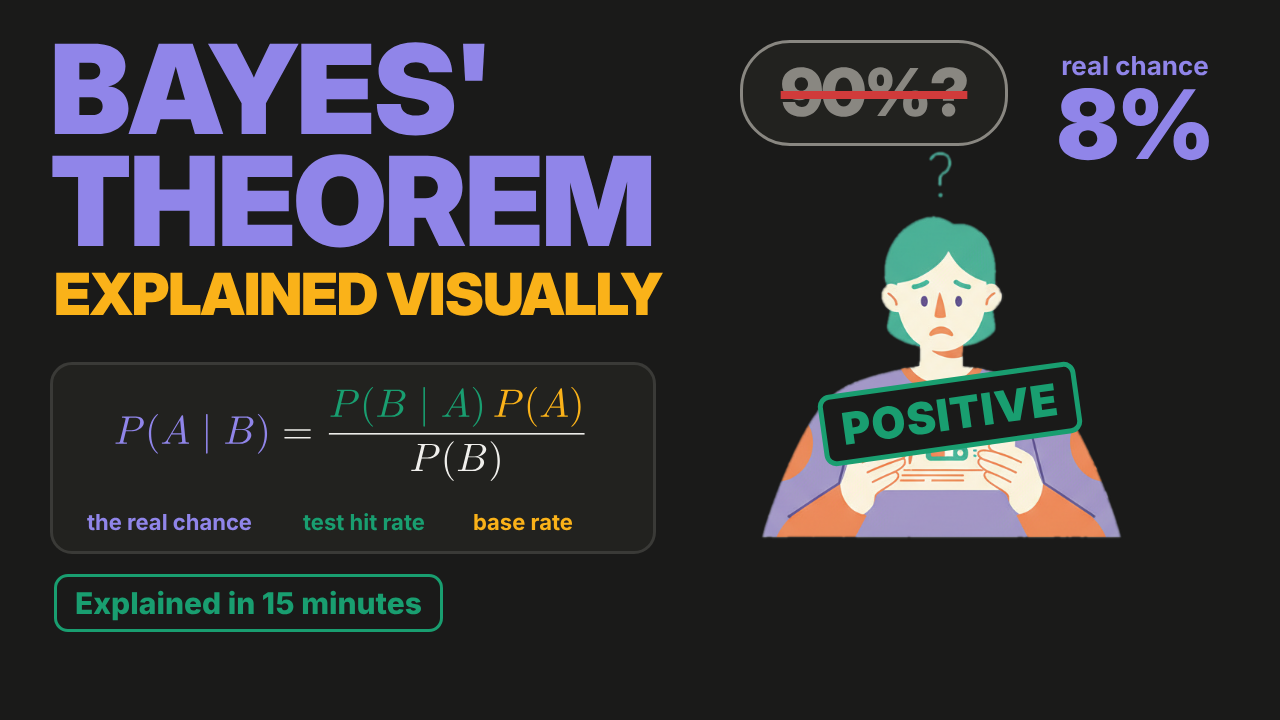 BAYES'
THEOREM
EXPLAINED VISUALLY
P(A | B) = P(B | A) P(A) / P(B)
the real chance test hit rate base rate
Explained in 15 minutes
90%?
real chance
8%
?
POSITIVE